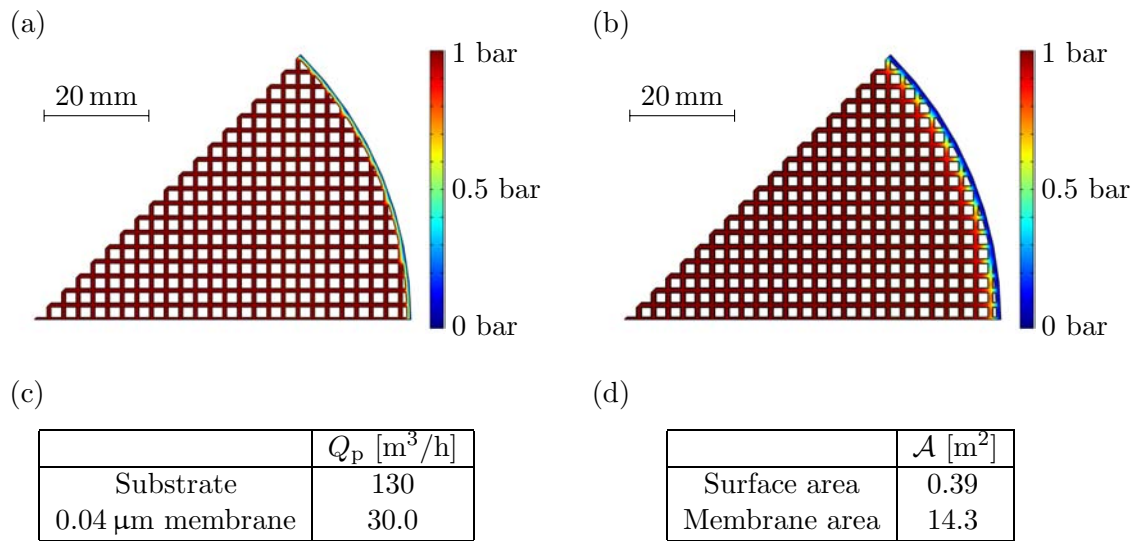 (a)
(b)
1 bar
1 bar
20 mm
20 mm
0.5 bar
0.5 bar
0 bar
0 bar
(c)
(d)
Qp [m³/h]
Substrate 130
0.04 µm membrane 30.0
𝒜 [m²]
Surface area 0.39
Membrane area 14.3